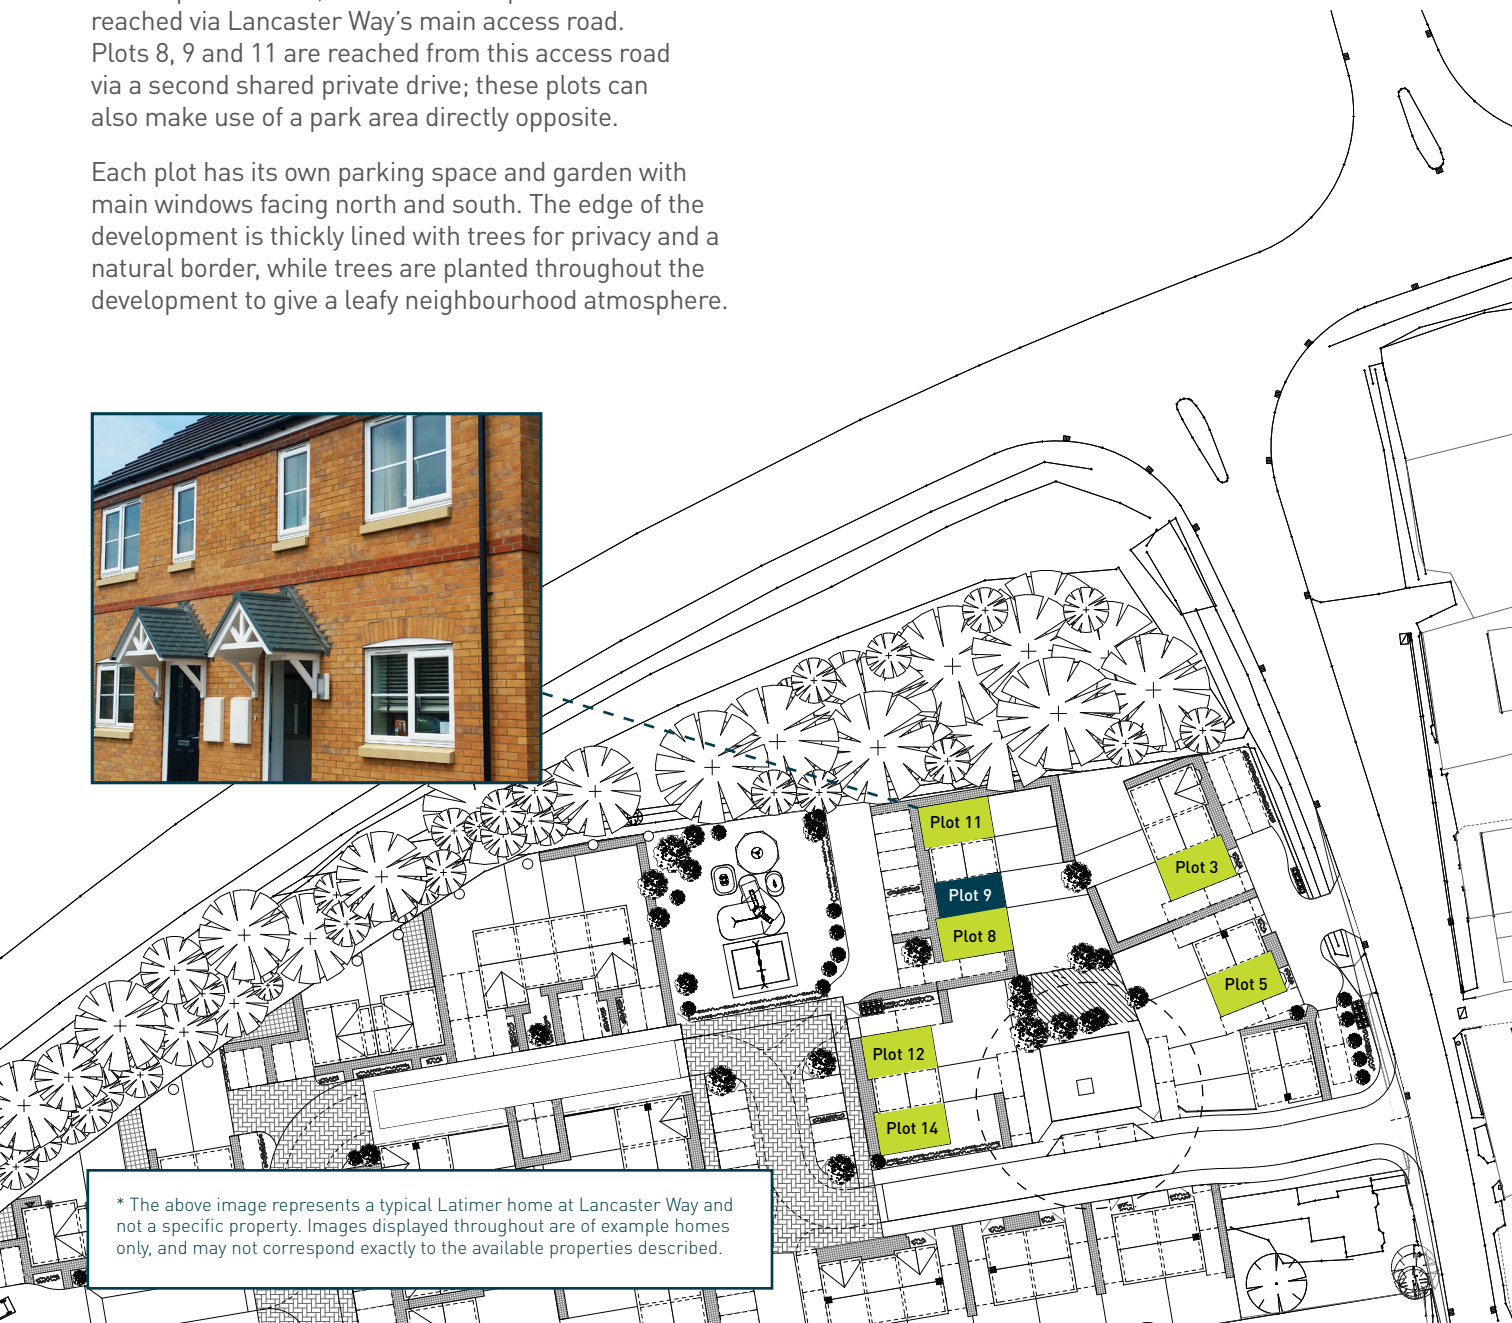 reached via Lancaster Way’s main access road.
Plots 8, 9 and 11 are reached from this access road
via a second shared private drive; these plots can
also make use of a park area directly opposite.
Each plot has its own parking space and garden with
main windows facing north and south. The edge of the
development is thickly lined with trees for privacy and a
natural border, while trees are planted throughout the
development to give a leafy neighbourhood atmosphere.
Plot 11
Plot 3
Plot 9
Plot 8
Plot 5
Plot 12
Plot 14
* The above image represents a typical Latimer home at Lancaster Way and
not a specific property. Images displayed throughout are of example homes
only, and may not correspond exactly to the available properties described.